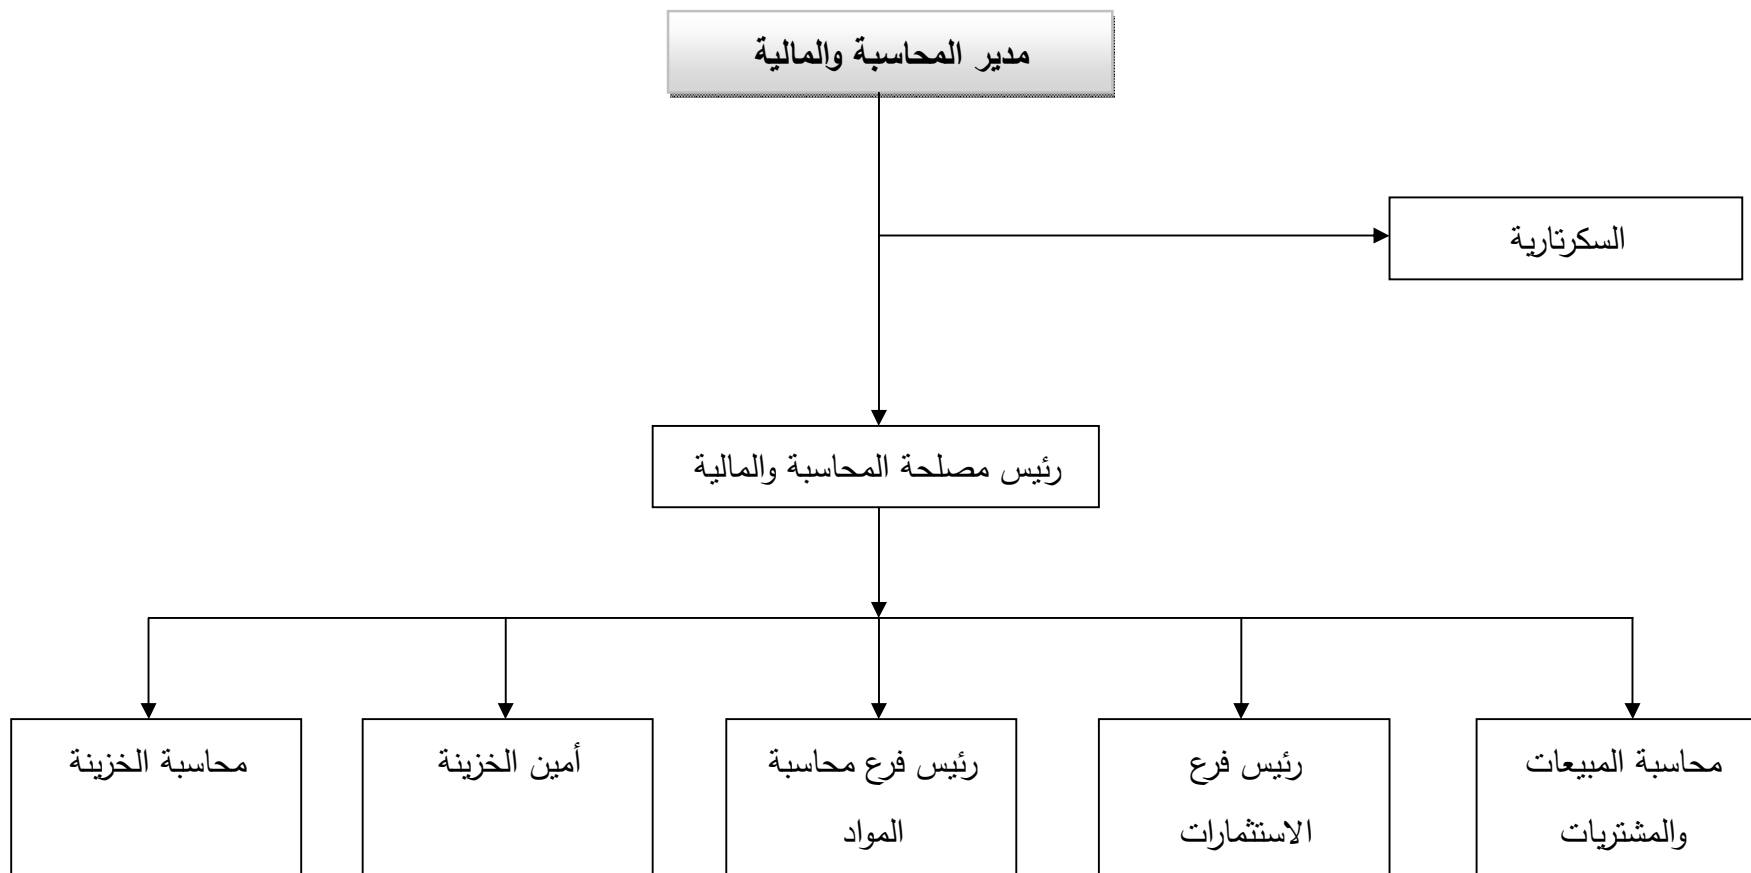 مدير المحاسبة والمالية
السكرتارية
رئيس مصلحة المحاسبة والمالية
محاسبة المبيعات
والمشتريات
رئيس فرع
الاستثمارات
رئيس فرع محاسبة
المواد
أمين الخزينة
محاسبة الخزينة